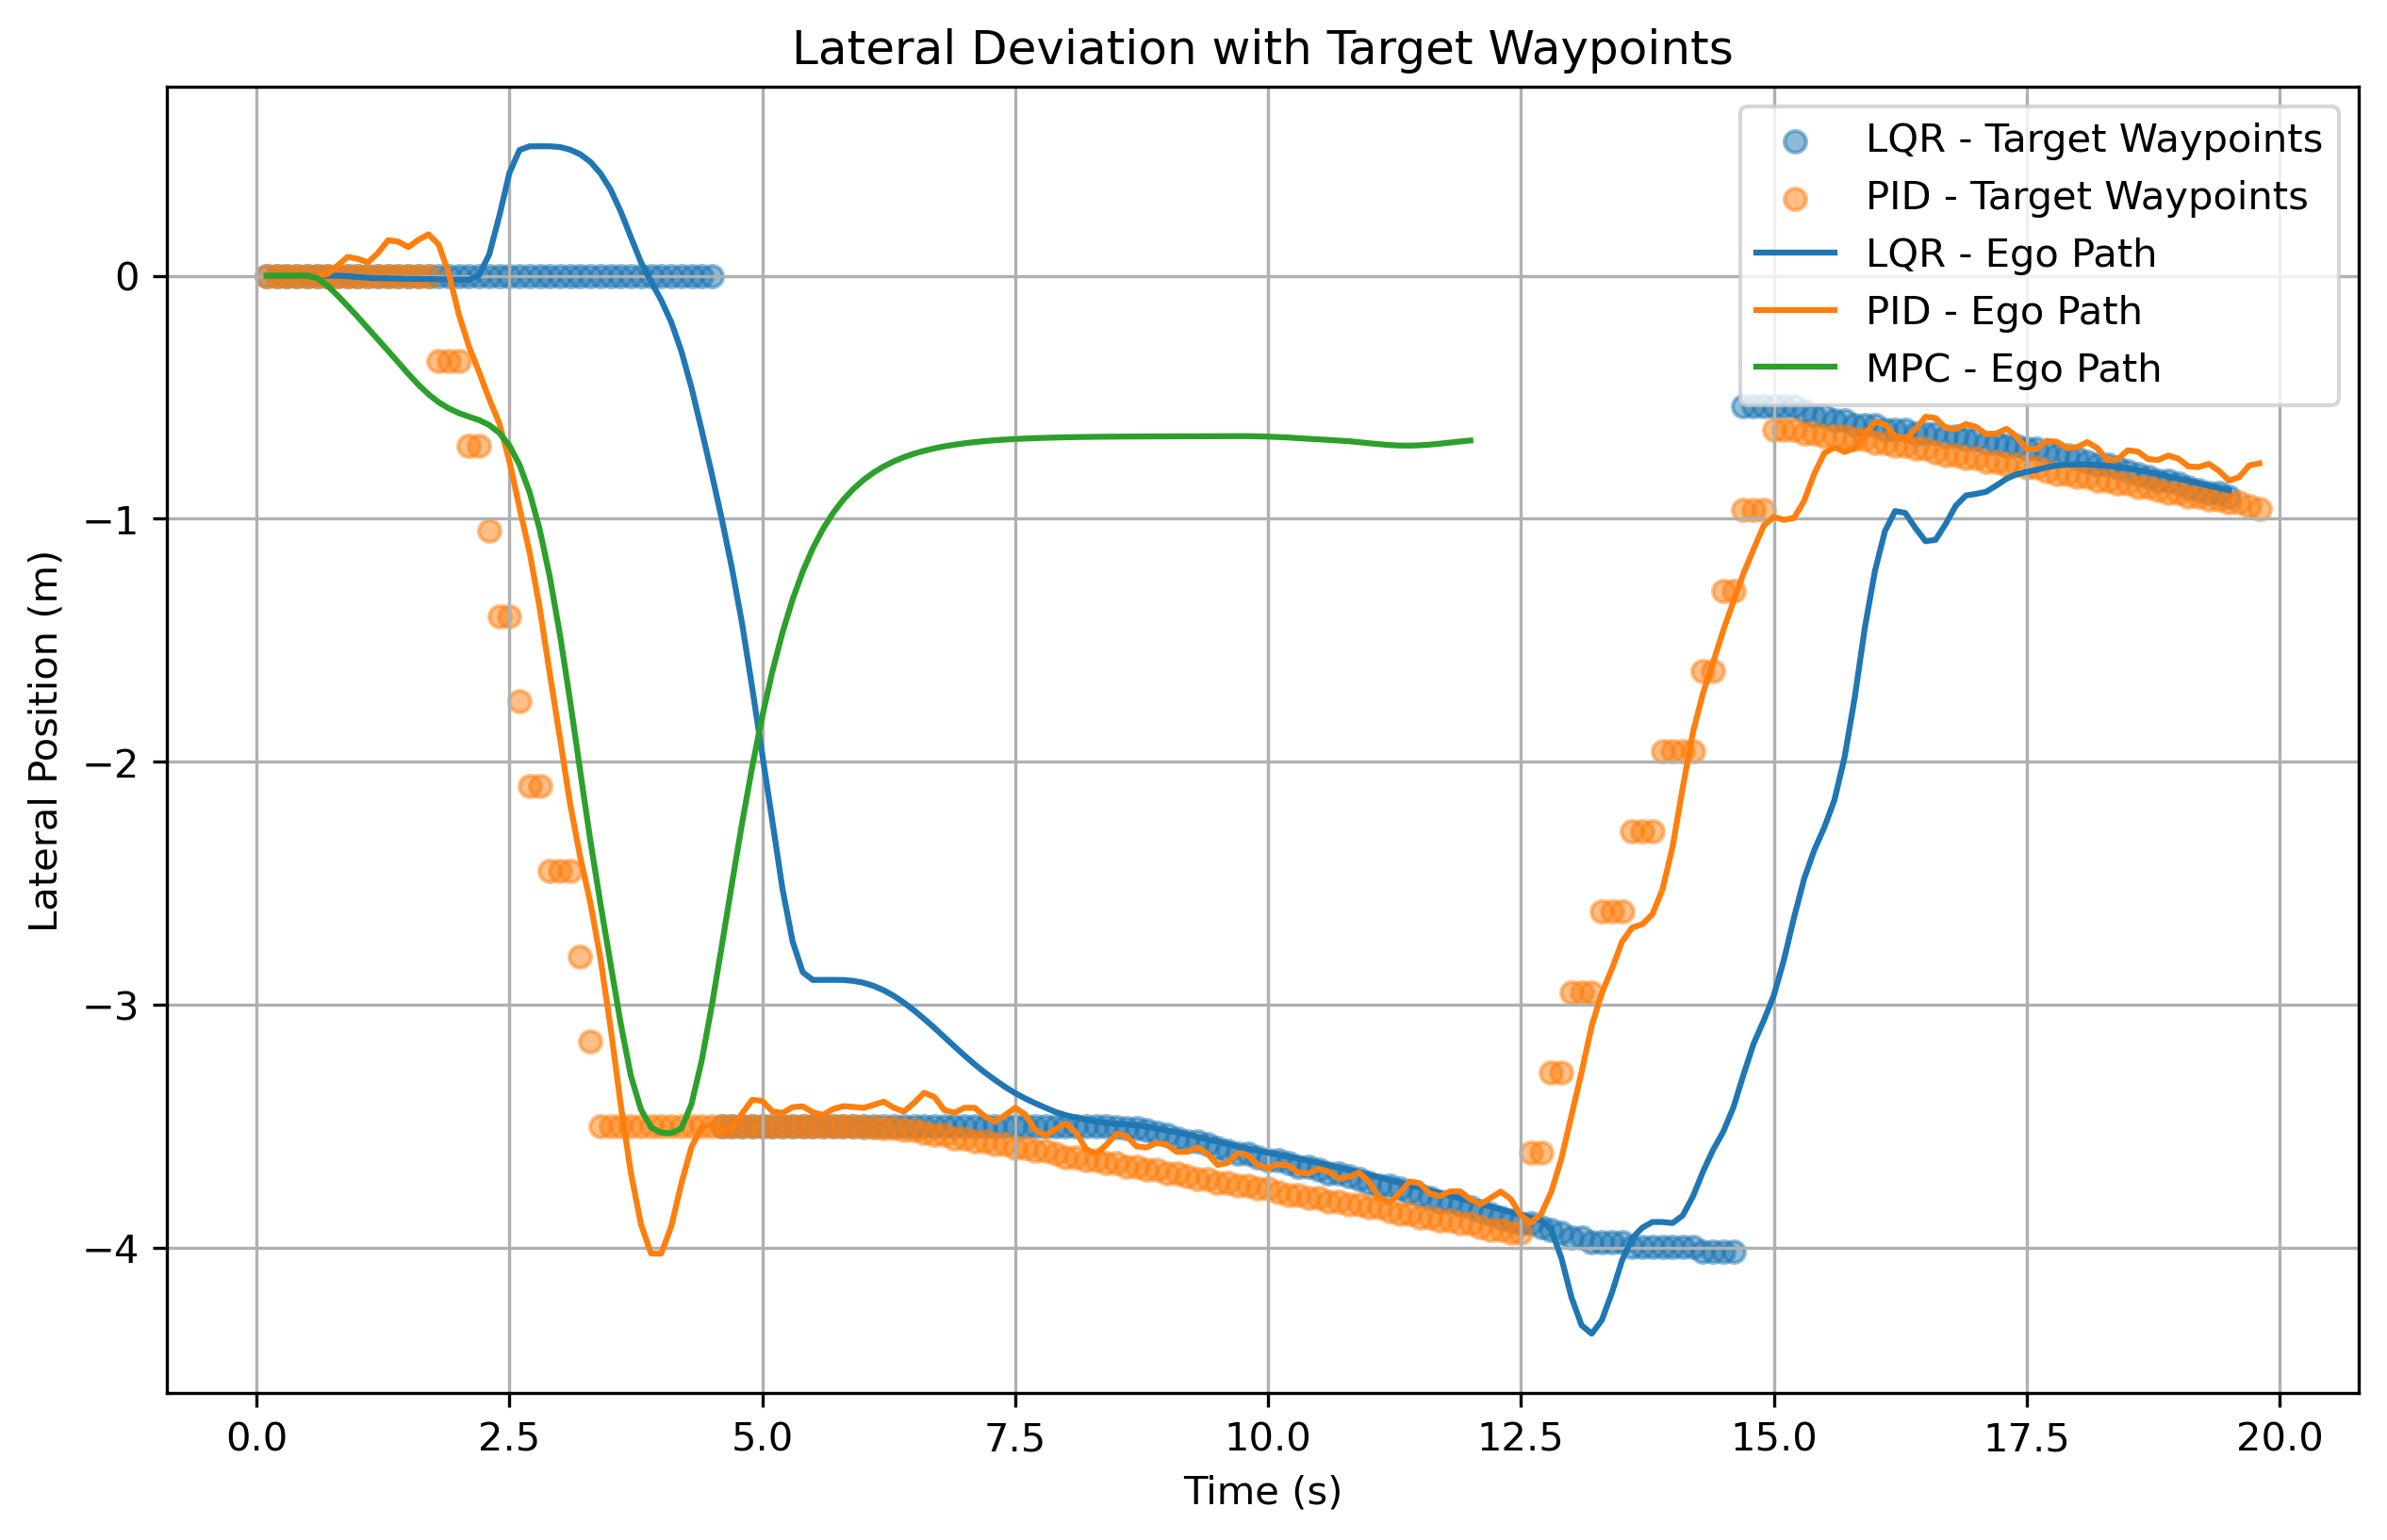 Lateral Deviation with Target Waypoints
LQR - Target Waypoints
PID - Target Waypoints
LQR - Ego Path
PID - Ego Path
MPC - Ego Path
Lateral Position (m)
0
−1
−2
−3
−4
0.0 2.5 5.0 7.5 10.0 12.5 15.0 17.5 20.0
Time (s)